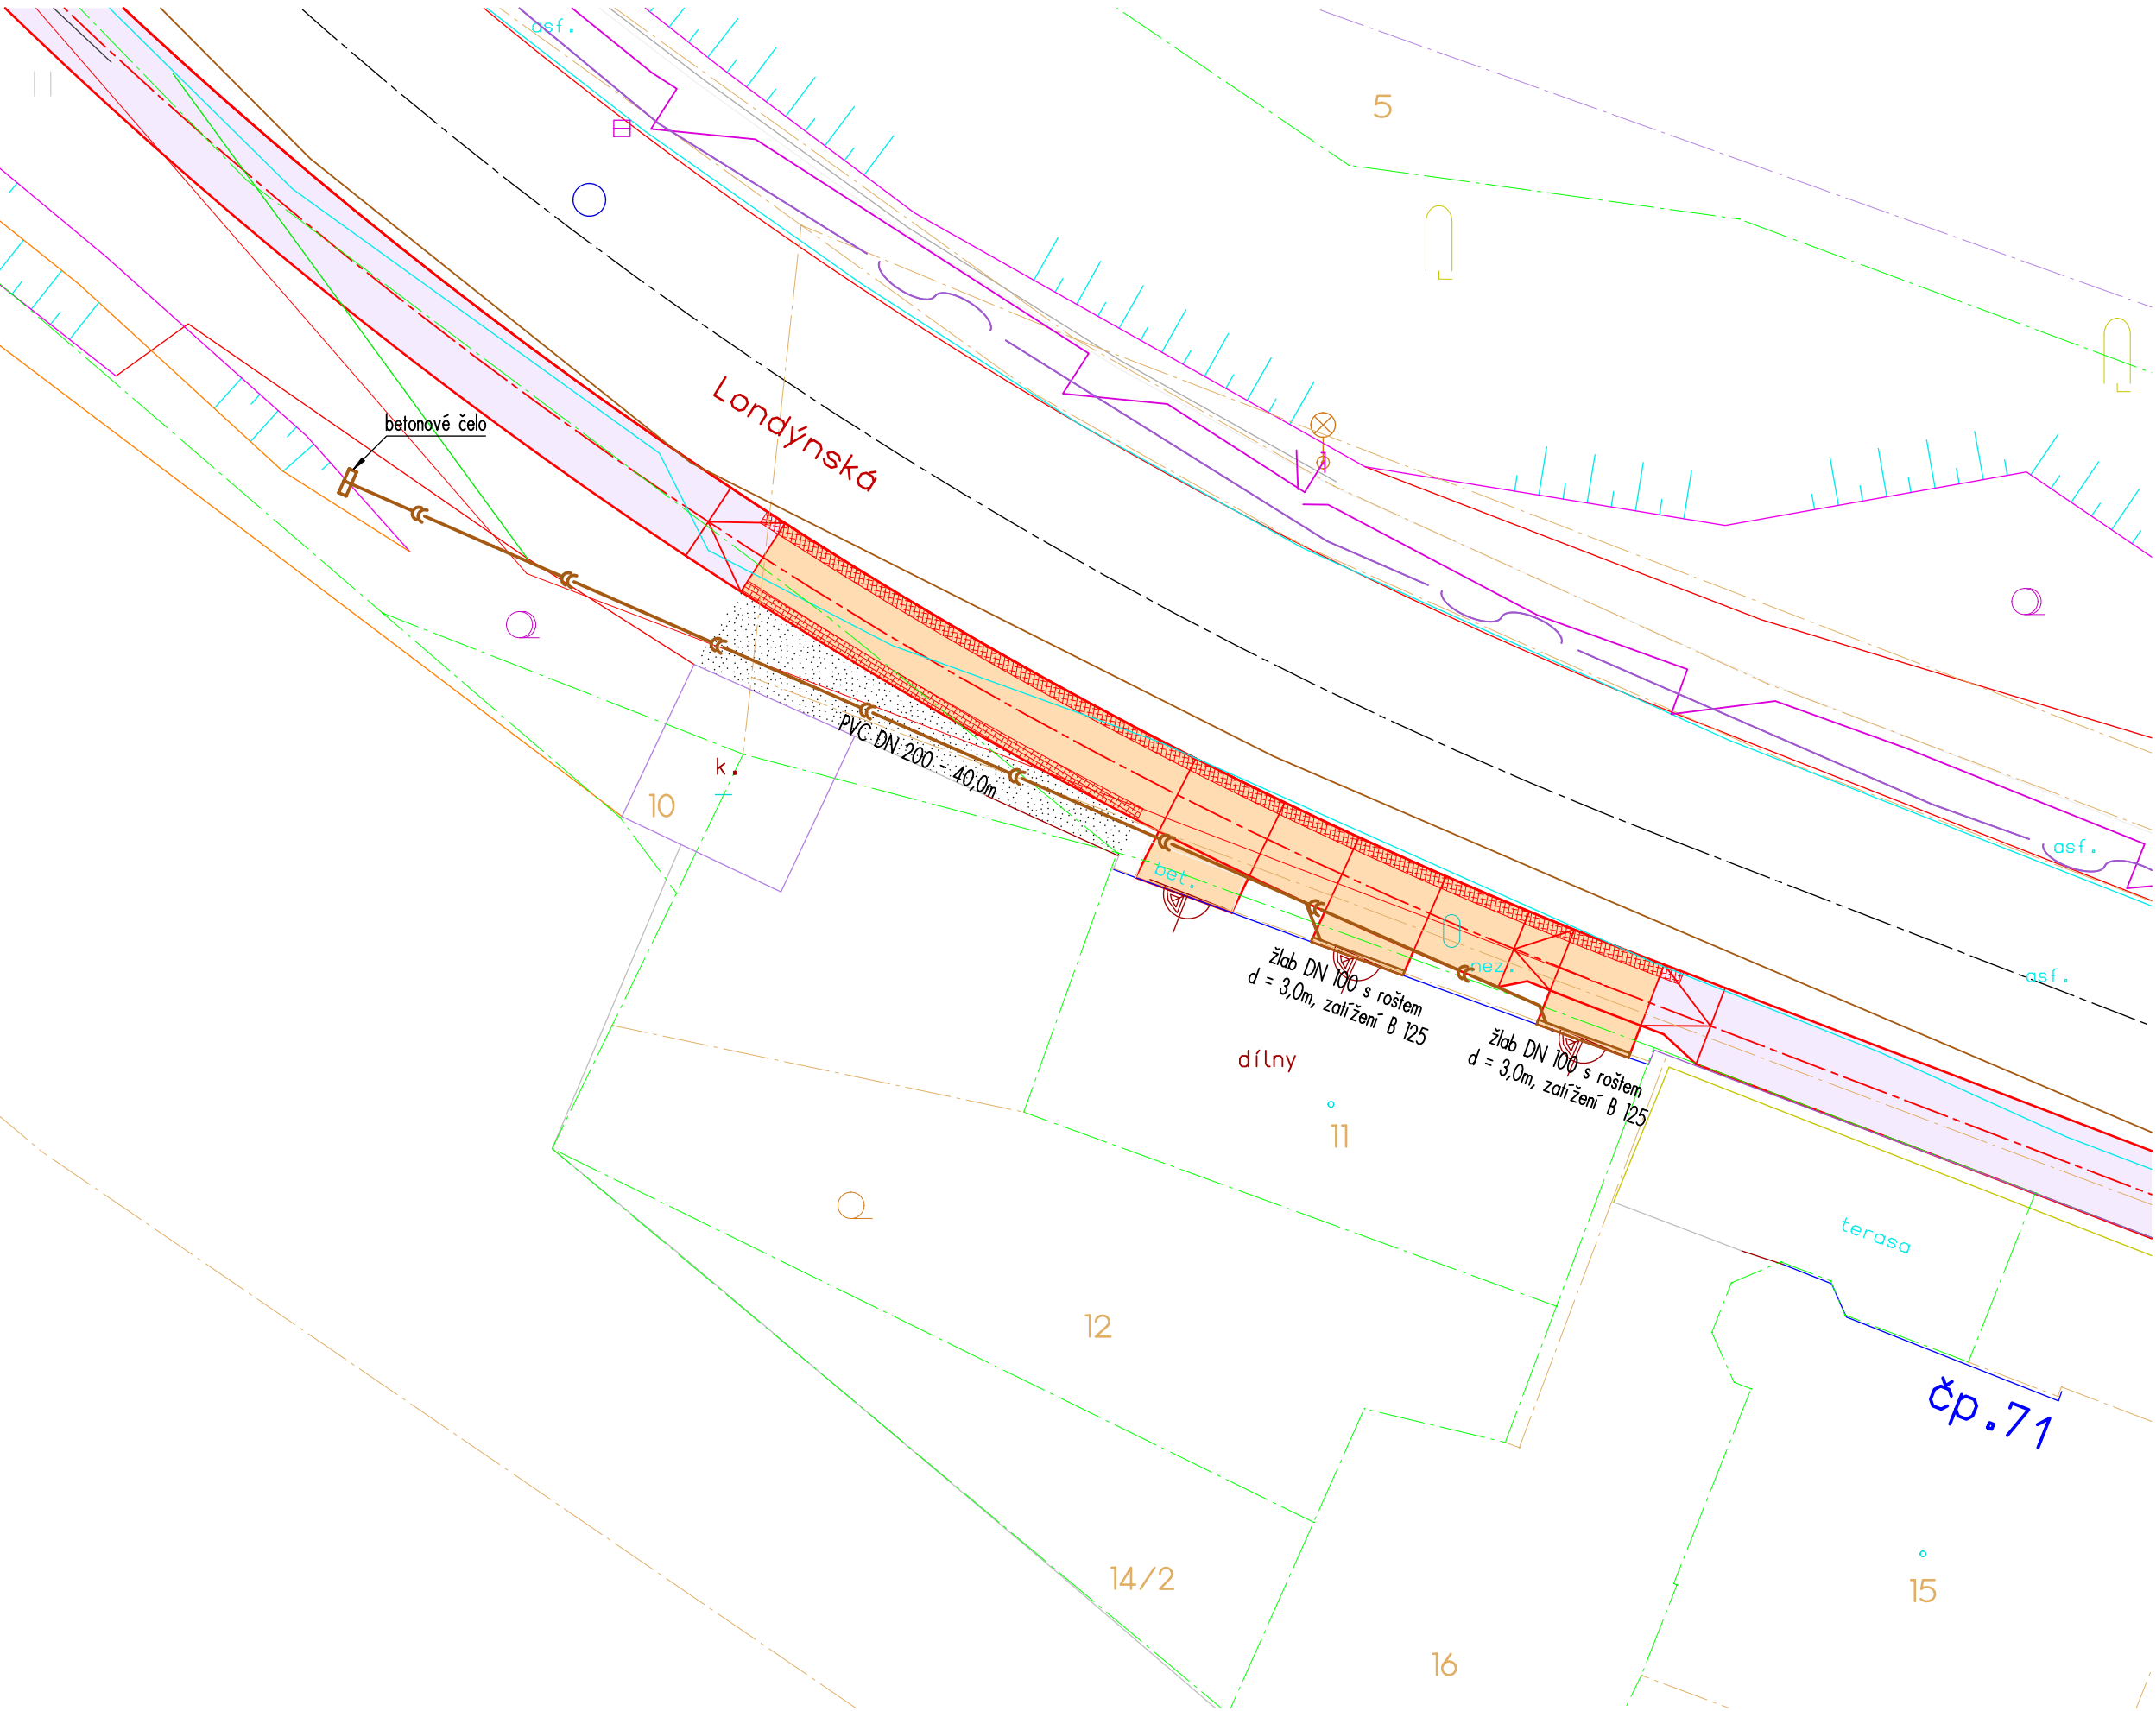 asf.
5
Londýnská
betonové čelo
PVC DN 200 - 40,0m
k.
10
bet.
asf.
nez.
asf.
žlab DN 100 s roštem
d = 3,0m, zatížení B 125
žlab DN 100 s roštem
d = 3,0m, zatížení B 125
dílny
11
terasa
12
čp.71
14/2
15
16